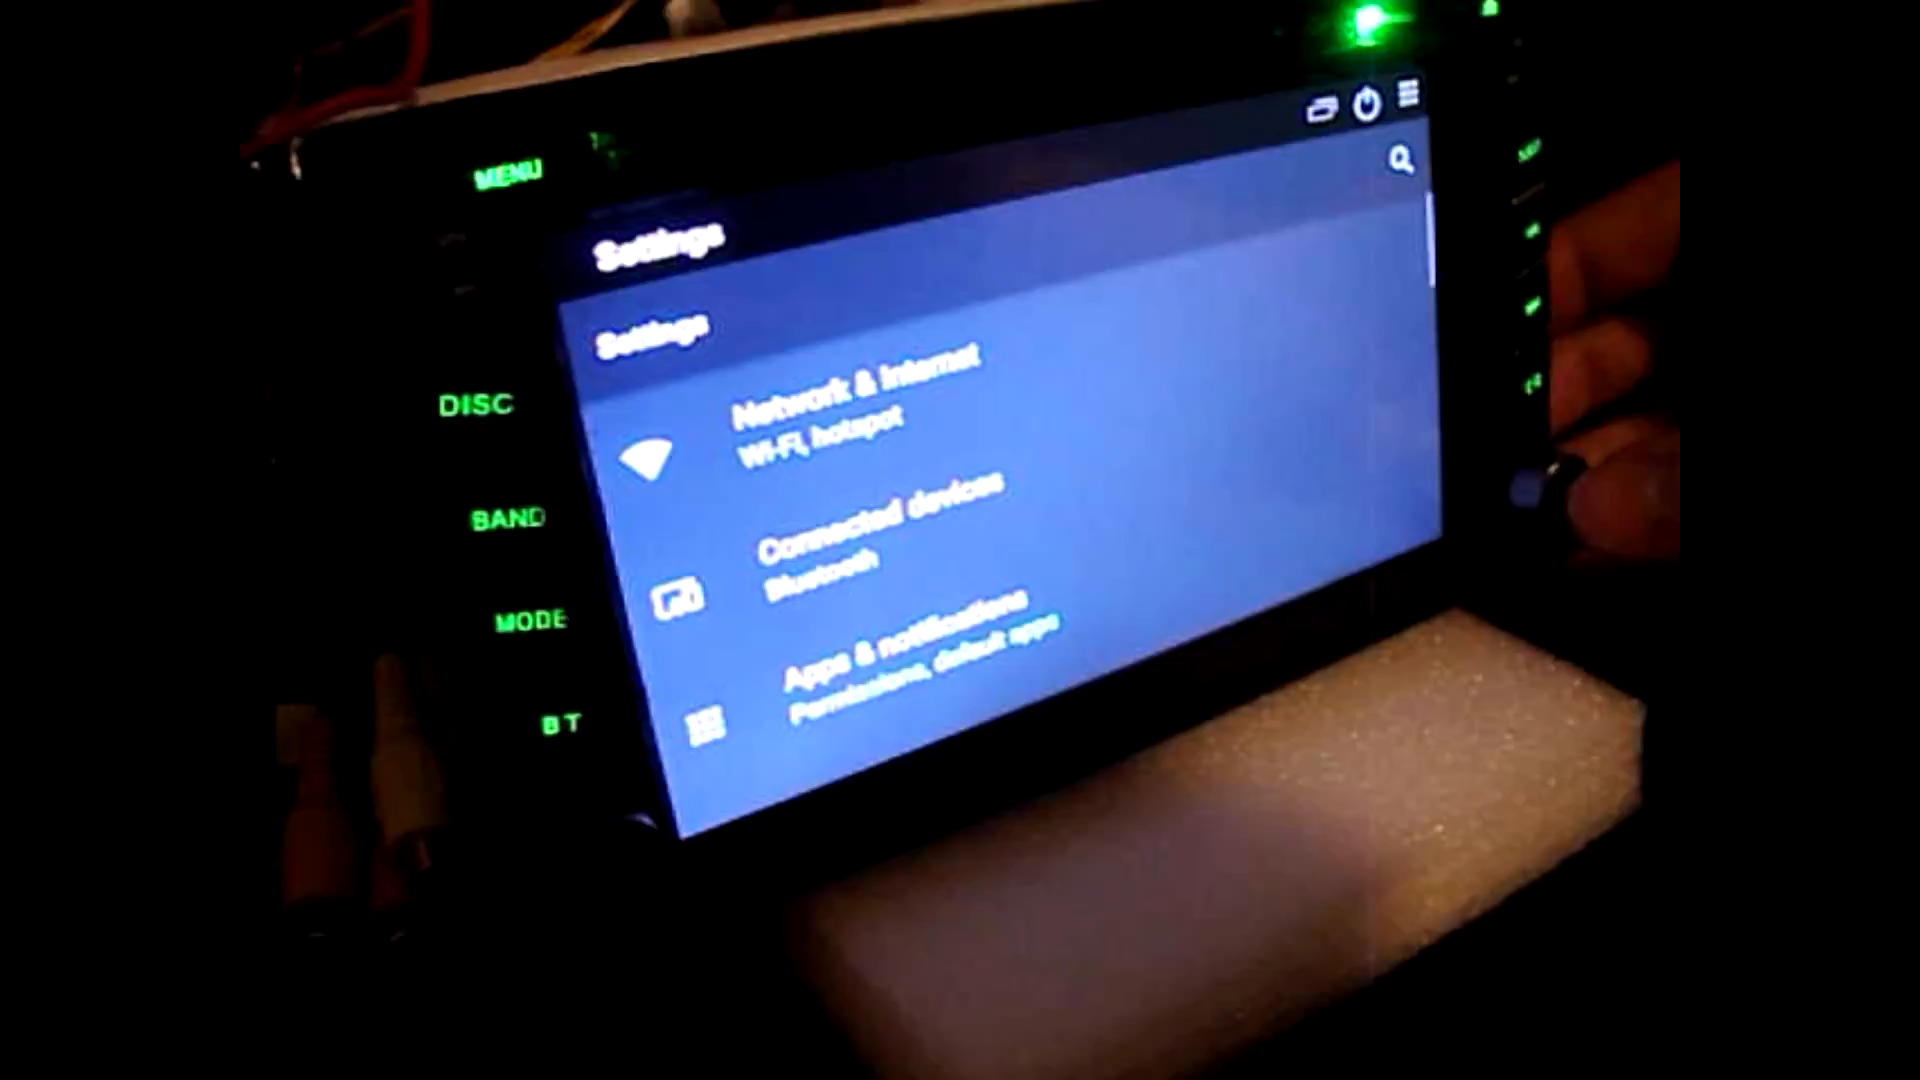 MENU
Settings
Settings
Network & Internet
Wi-Fi, hotspot
DISC
Connected devices
Bluetooth
BAND
Apps & notifications
Permissions, default apps
MODE
BT